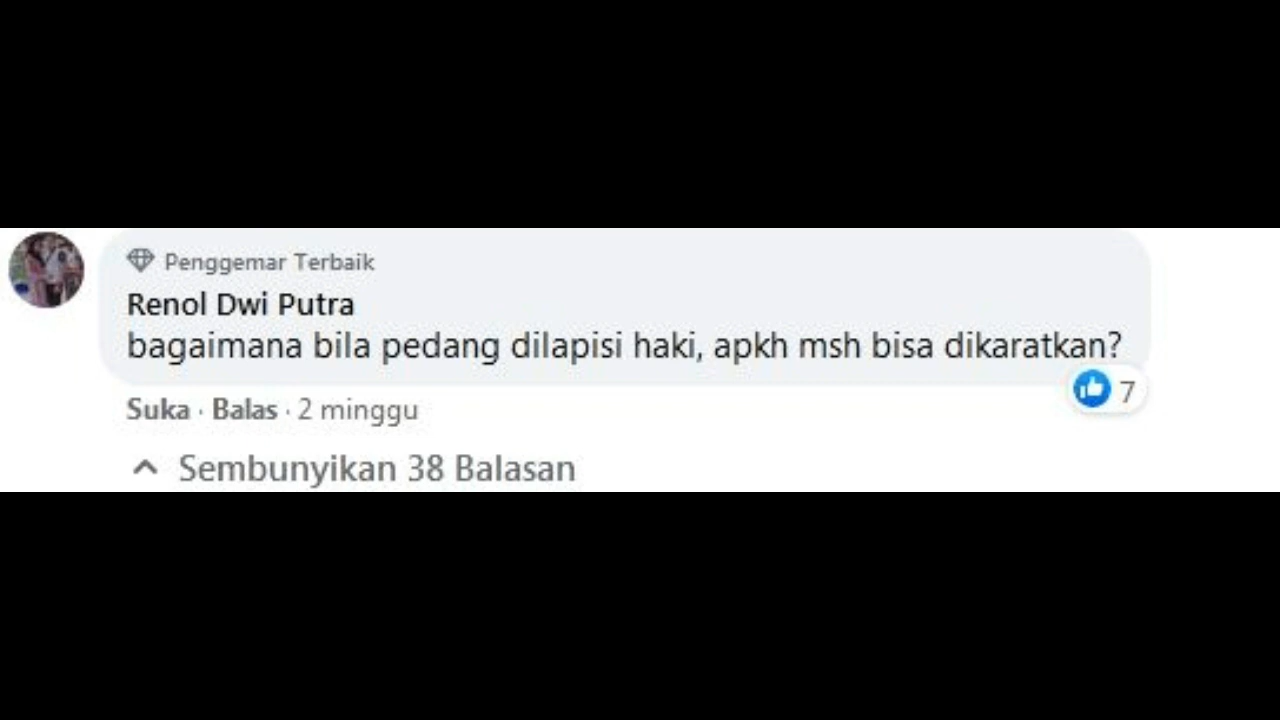 Penggemar Terbaik
Renol Dwi Putra
bagaimana bila pedang dilapisi haki, apkh msh bisa dikaratkan?
7
Suka · Balas · 2 minggu
Sembunyikan 38 Balasan